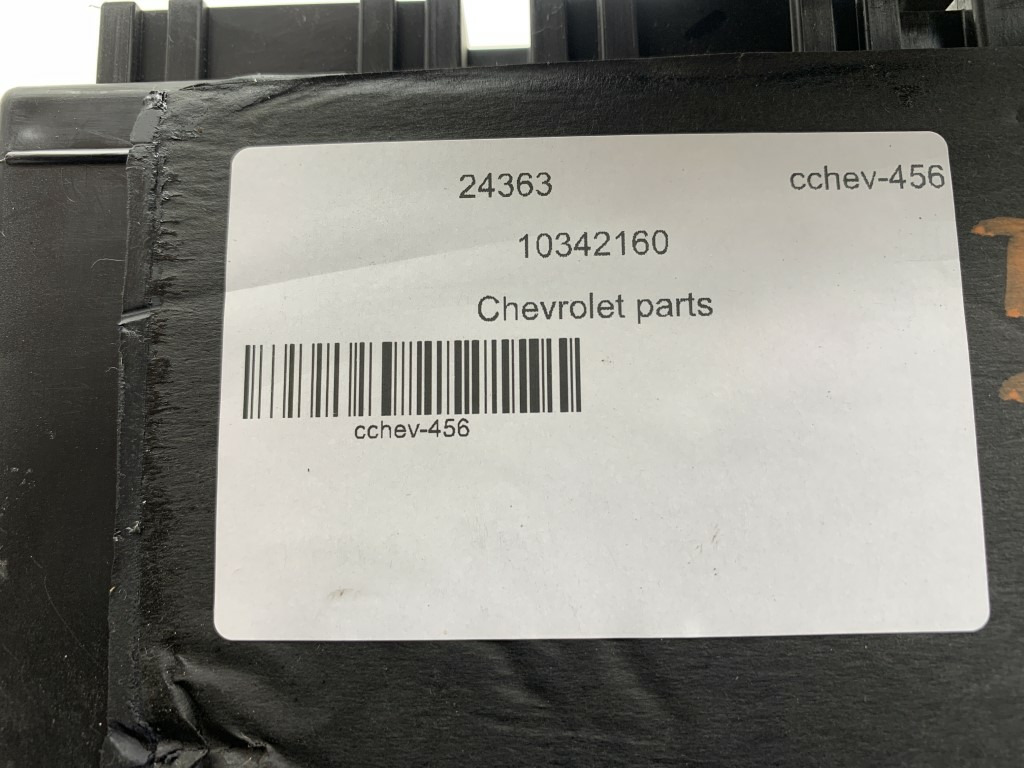 24363 cchev-456
10342160
Chevrolet parts
cchev-456